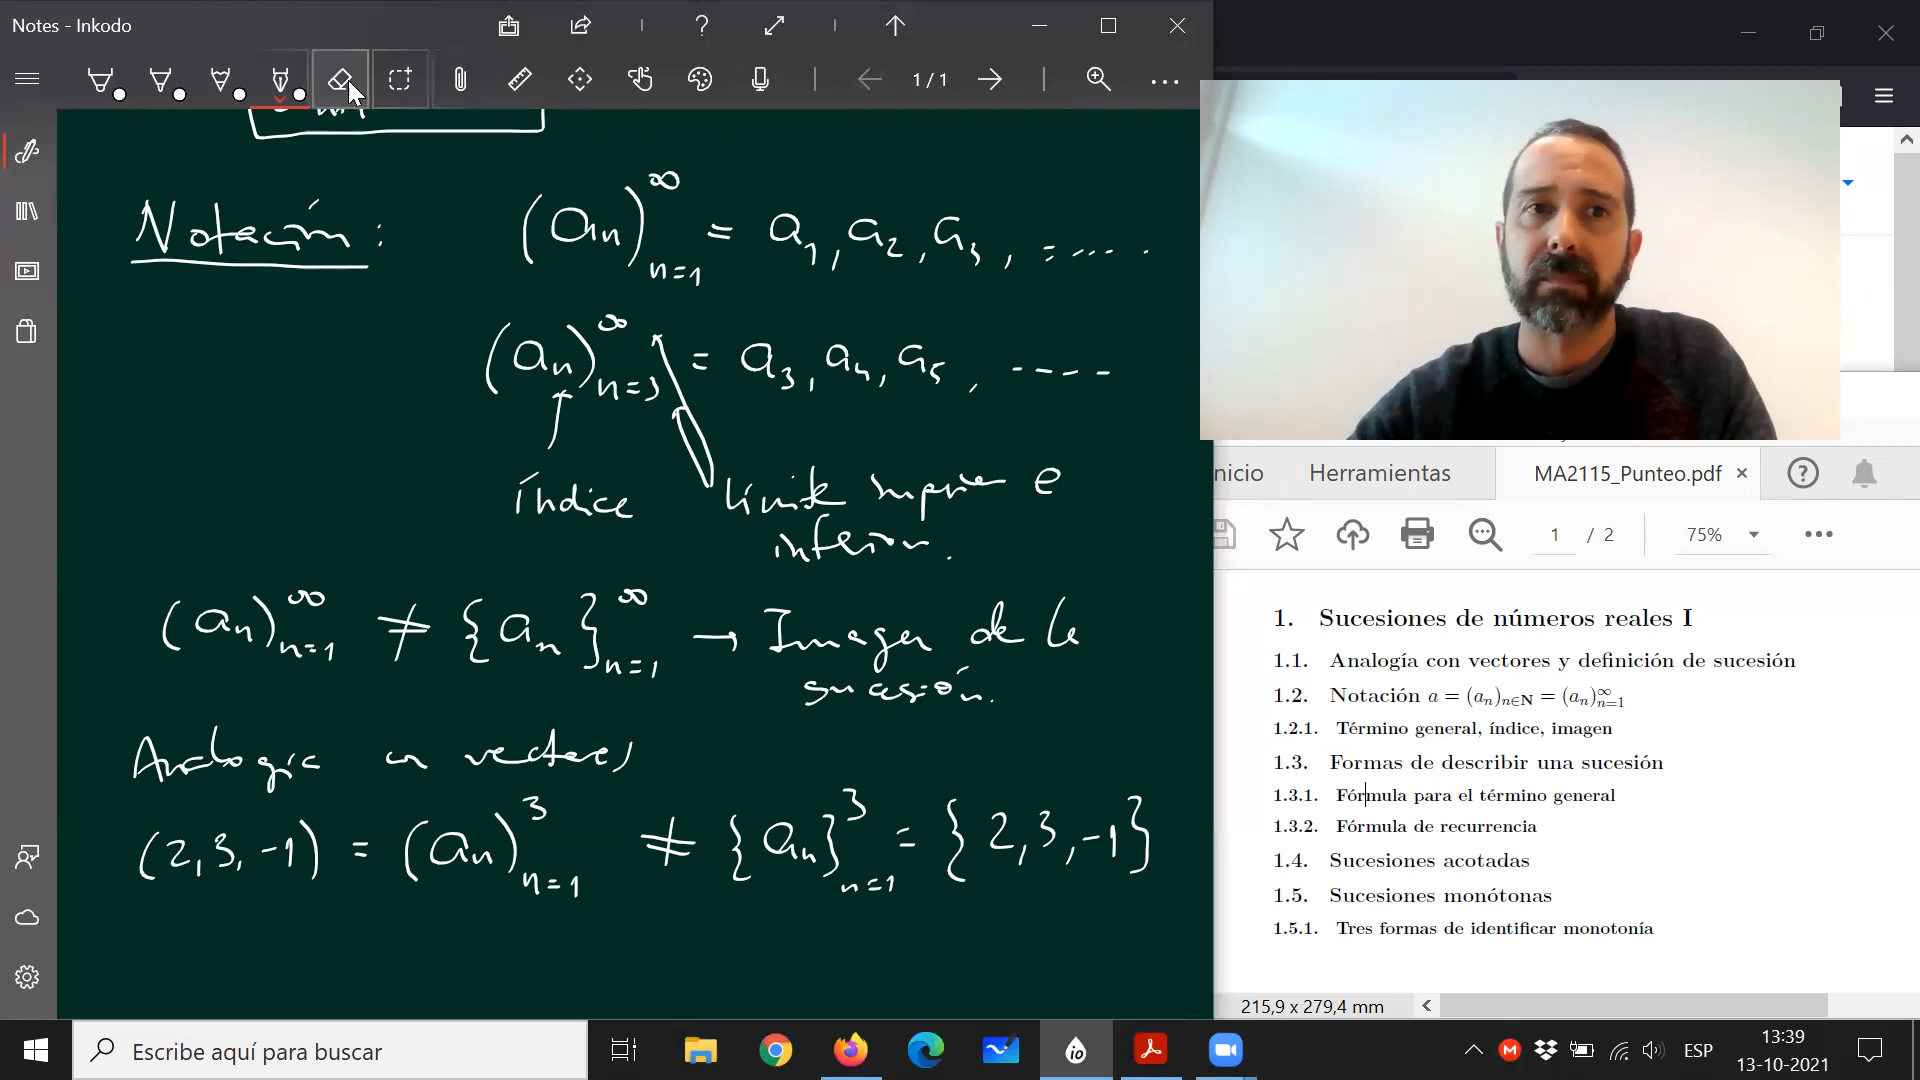 Notes - Inkodo
1 / 1
Notación: (aₙ)ₙ₌₁^∞ = a₁, a₂, a₃, .....
(aₙ)ₙ₌₃^∞ = a₃, a₄, a₅, ----
índice límite superior e
inferior.
(aₙ)ₙ₌₁^∞ ≠ {aₙ}ₙ₌₁^∞ → Imagen de la
sucesión.
Analogía con vectores
(2, 3, -1) = (aₙ)ₙ₌₁^3 ≠ {aₙ}ₙ₌₁^3 = {2, 3, -1}
nicio Herramientas MA2115_Punteo.pdf ×
1 / 2 75%
1. Sucesiones de números reales I
1.1. Analogía con vectores y definición de sucesión
1.2. Notación a = (aₙ)ₙ∈𝐍 = (aₙ)ₙ₌₁^∞
1.2.1. Término general, índice, imagen
1.3. Formas de describir una sucesión
1.3.1. Fórmula para el término general
1.3.2. Fórmula de recurrencia
1.4. Sucesiones acotadas
1.5. Sucesiones monótonas
1.5.1. Tres formas de identificar monotonía
215,9 x 279,4 mm
Escribe aquí para buscar
ESP
13:39
13-10-2021